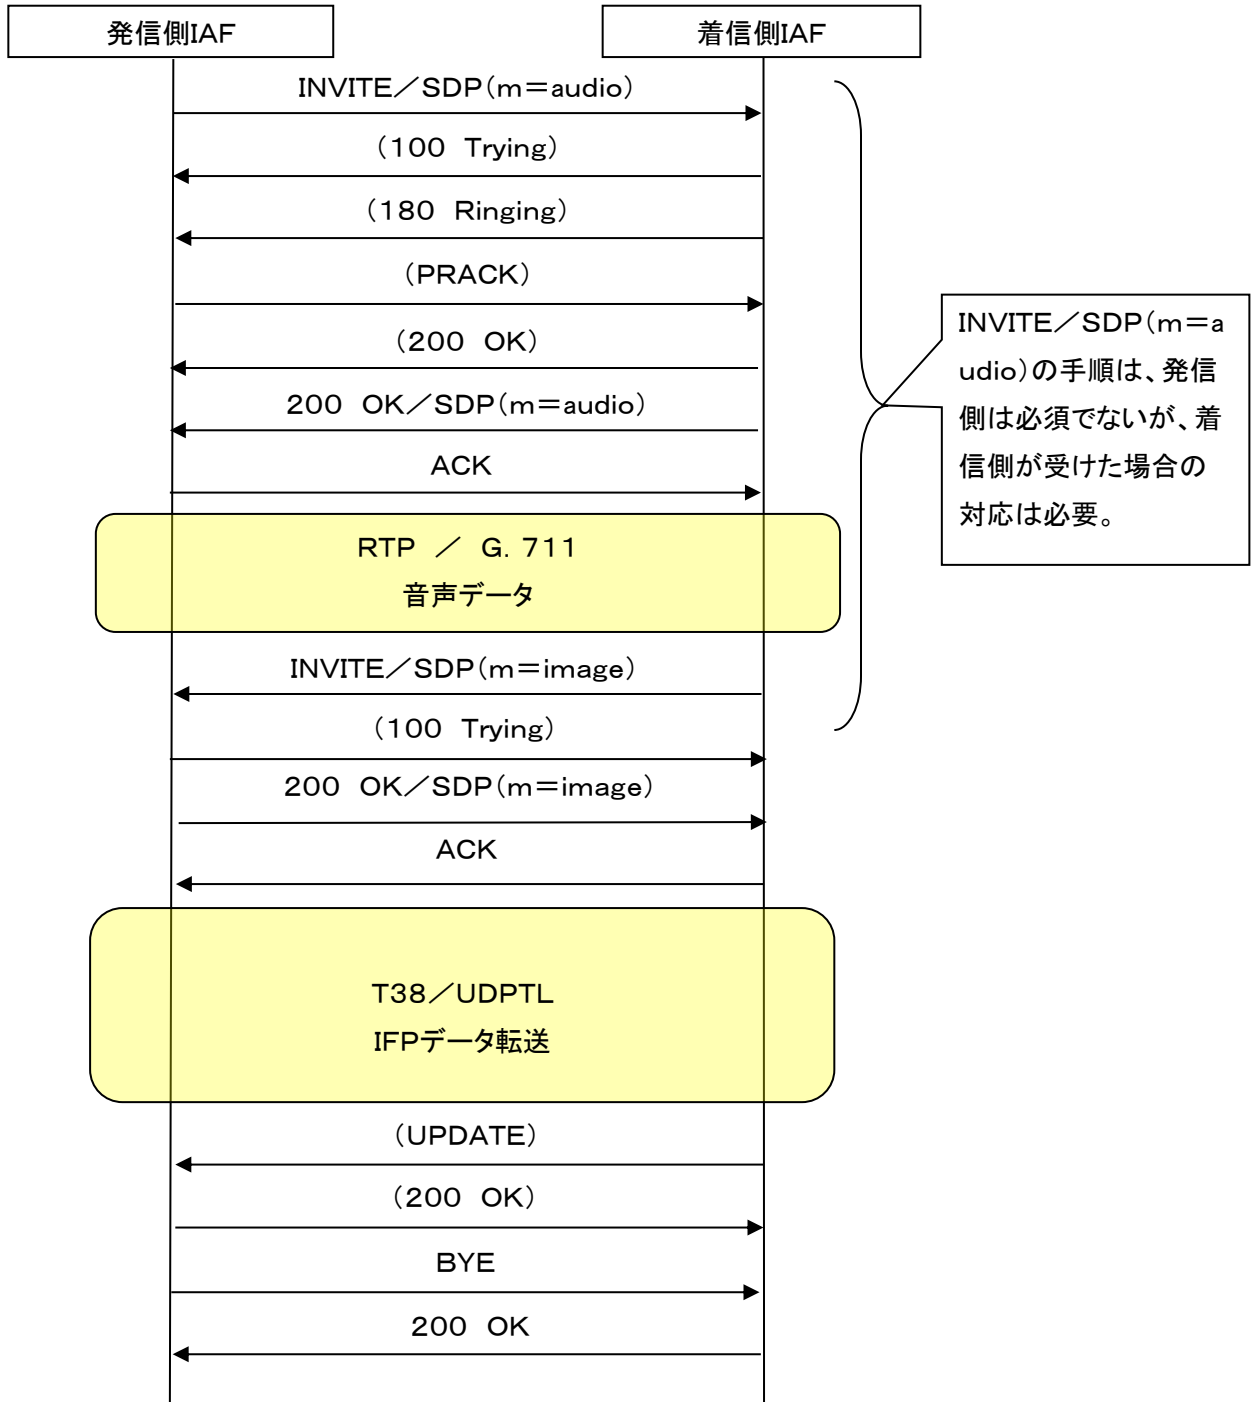 発信側IAF
着信側IAF
INVITE／SDP(m＝audio)
(100　Trying)
(180　Ringing)
(PRACK)
(200　OK)
200　OK／SDP(m＝audio)
ACK
RTP　／　G. 711
音声データ
INVITE／SDP(m＝image)
(100　Trying)
200　OK／SDP(m＝image)
ACK
T38／UDPTL
IFPデータ転送
(UPDATE)
(200　OK)
BYE
200　OK
INVITE／SDP(m＝a
udio)の手順は、発信
側は必須でないが、着
信側が受けた場合の
対応は必要。